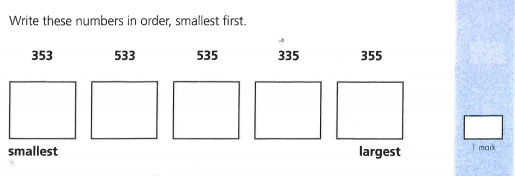 Write these numbers in order, smallest first.
353 533 535 335 355
smallest largest
1 mark